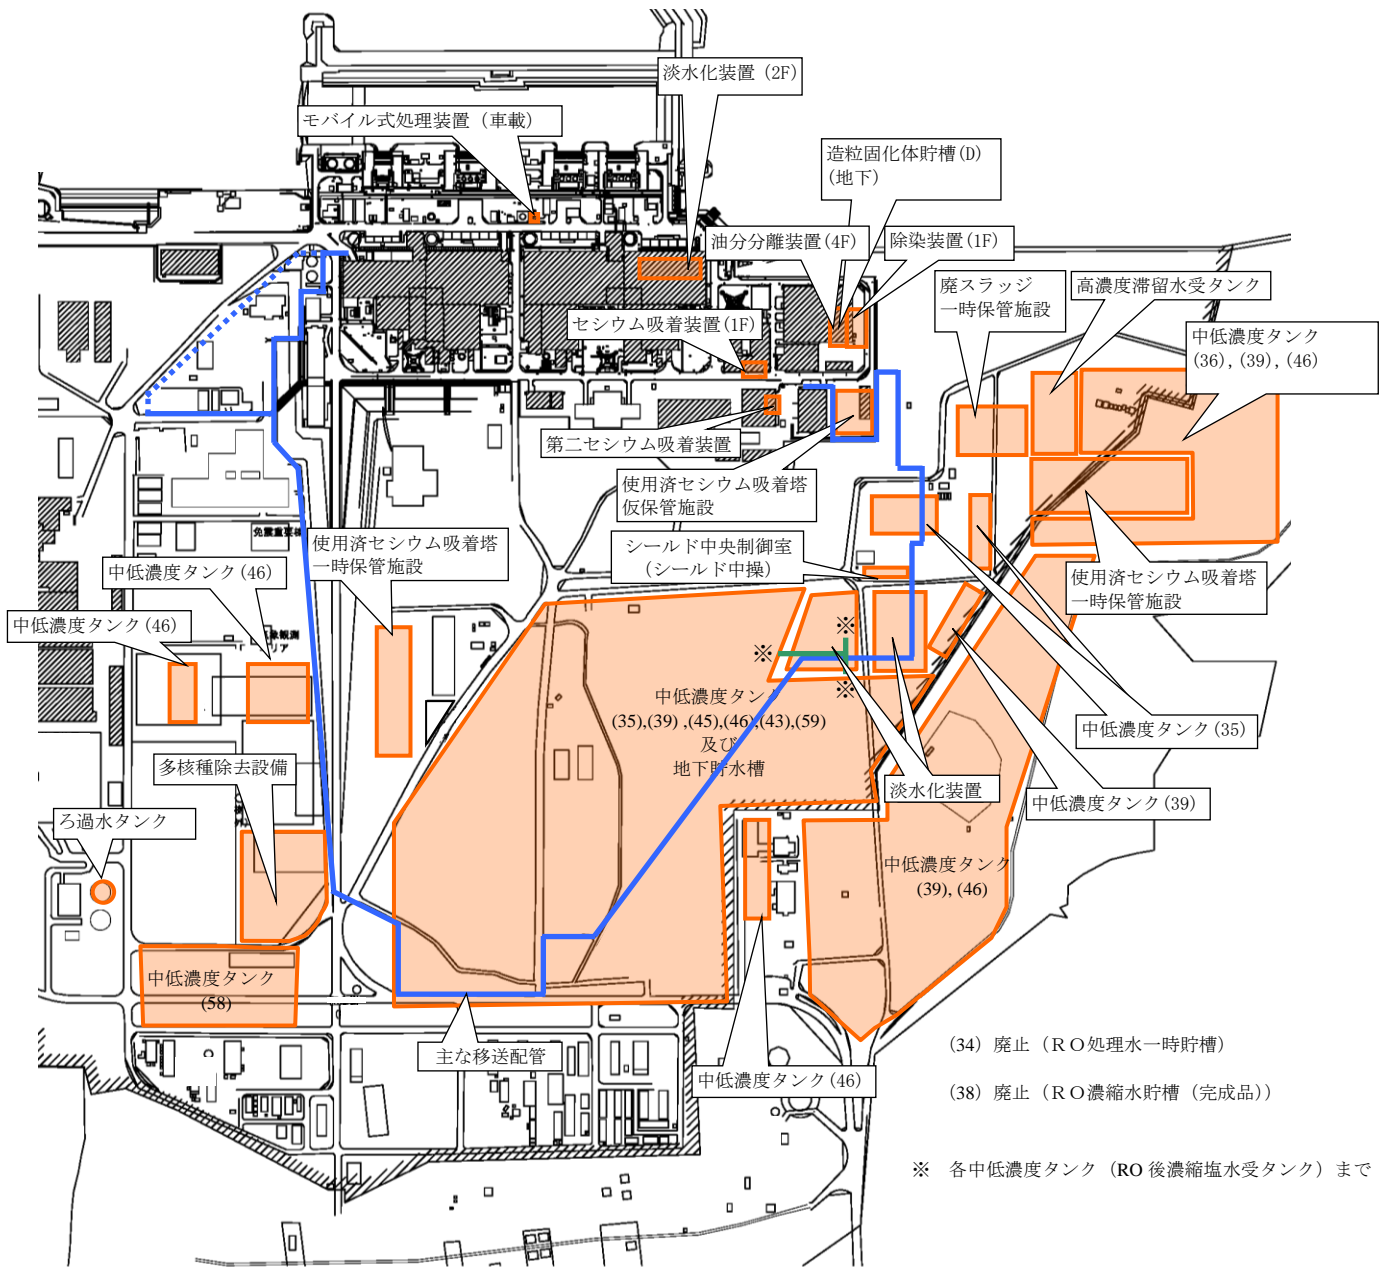 淡水化装置(2F)
モバイル式処理装置(車載)
造粒固化体貯槽(D)
(地下)
油分分離装置(4F)
除染装置(1F)
廃スラッジ
一時保管施設
高濃度滞留水受タンク
中低濃度タンク
(36),(39),(46)
セシウム吸着装置(1F)
第二セシウム吸着装置
使用済セシウム吸着塔
仮保管施設
免震重要棟
使用済セシウム吸着塔
一時保管施設
シールド中央制御室
(シールド中操)
使用済セシウム吸着塔
一時保管施設
中低濃度タンク(46)
中低濃度タンク(46)
※
※
※
中低濃度タンク
(35),(39),(45),(46),(43),(59)
及び
地下貯水槽
中低濃度タンク(35)
淡水化装置
中低濃度タンク(39)
多核種除去設備
ろ過水タンク
中低濃度タンク
(39),(46)
中低濃度タンク
(58)
主な移送配管
中低濃度タンク(46)
(34) 廃止(RO処理水一時貯槽)
(38) 廃止(RO濃縮水貯槽(完成品))
※ 各中低濃度タンク(RO後濃縮塩水受タンク)まで